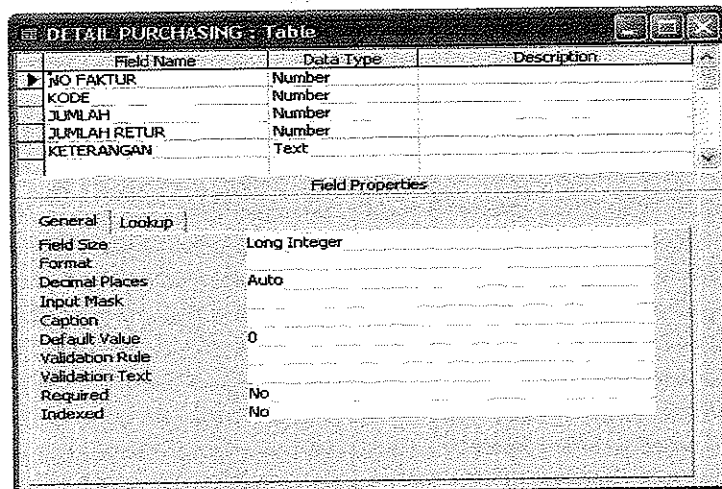 DETAIL PURCHASING : Table
Field Name Data Type Description
NO FAKTUR Number
KODE Number
JUMLAH Number
JUMLAH RETUR Number
KETERANGAN Text
Field Properties
General Lookup
Field Size Long Integer
Format
Decimal Places Auto
Input Mask
Caption
Default Value 0
Validation Rule
Validation Text
Required No
Indexed No